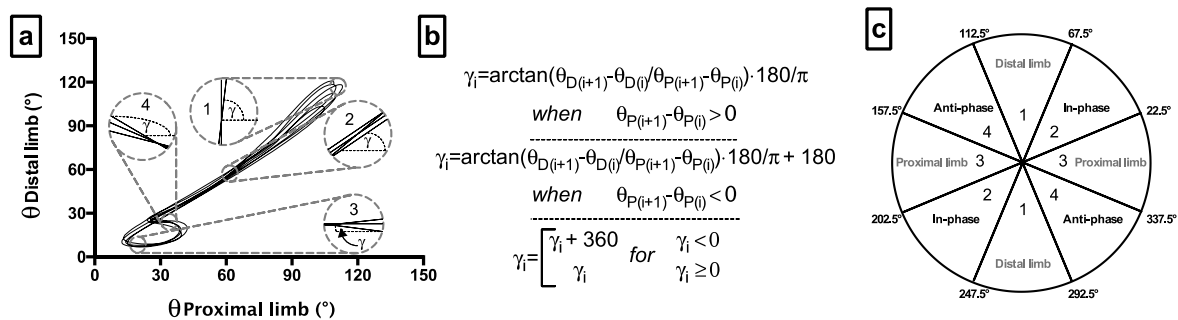 a
150
120
90
60
30
0
θ Distal limb (°)
0
30
60
90
120
150
θ Proximal limb (°)
4
γ
1
γ
2
γ
3
γ
b
γi=arctan(θD(i+1)-θD(i)/θP(i+1)-θP(i))·180/π
when θP(i+1)-θP(i)>0
γi=arctan(θD(i+1)-θD(i)/θP(i+1)-θP(i))·180/π + 180
when θP(i+1)-θP(i)<0
γi=[γi + 360 for γi<0
γi γi ≥ 0
c
112.5°
67.5°
Distal limb
157.5°
Anti-phase
1
In-phase
22.5°
4
2
Proximal limb
3
3
Proximal limb
2
4
In-phase
1
Anti-phase
202.5°
337.5°
Distal limb
247.5°
292.5°